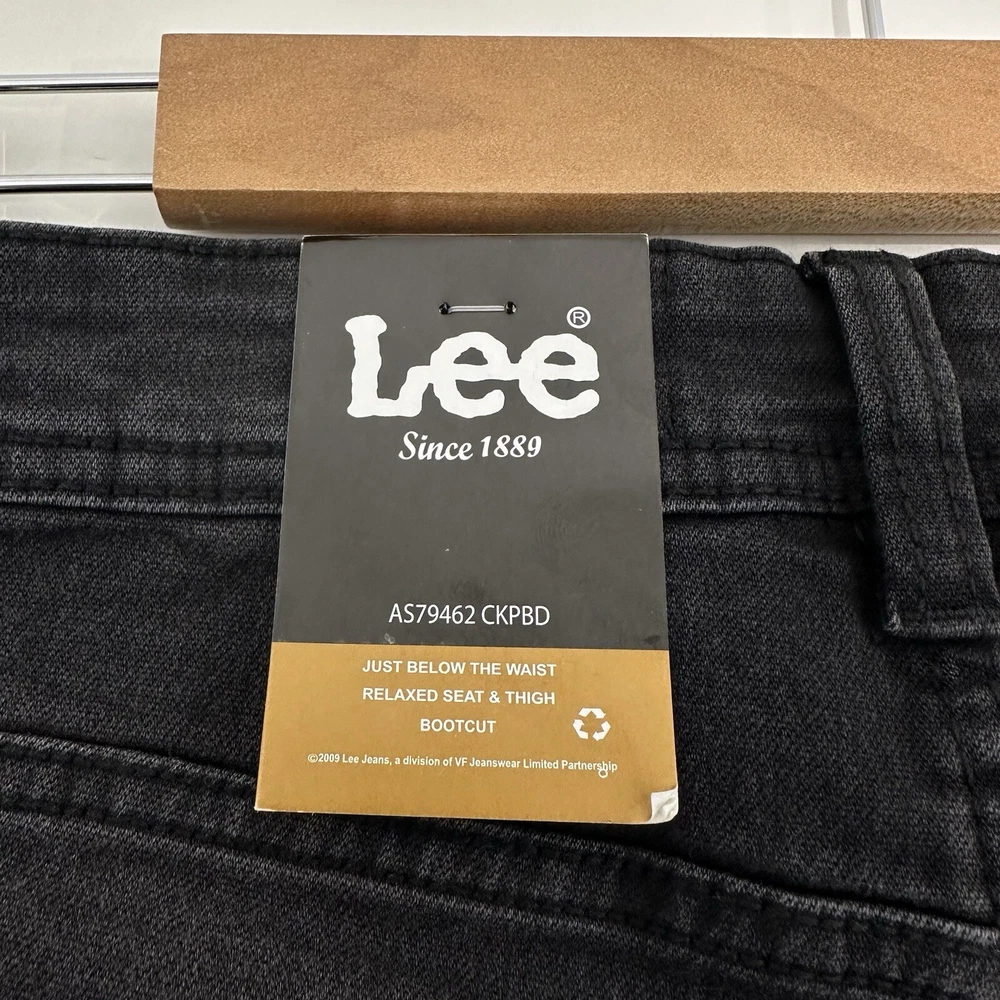 Lee®
Since 1889
AS79462 CKPBD
JUST BELOW THE WAIST
RELAXED SEAT & THIGH
BOOTCUT
©2009 Lee Jeans, a division of VF Jeanswear Limited Partnership